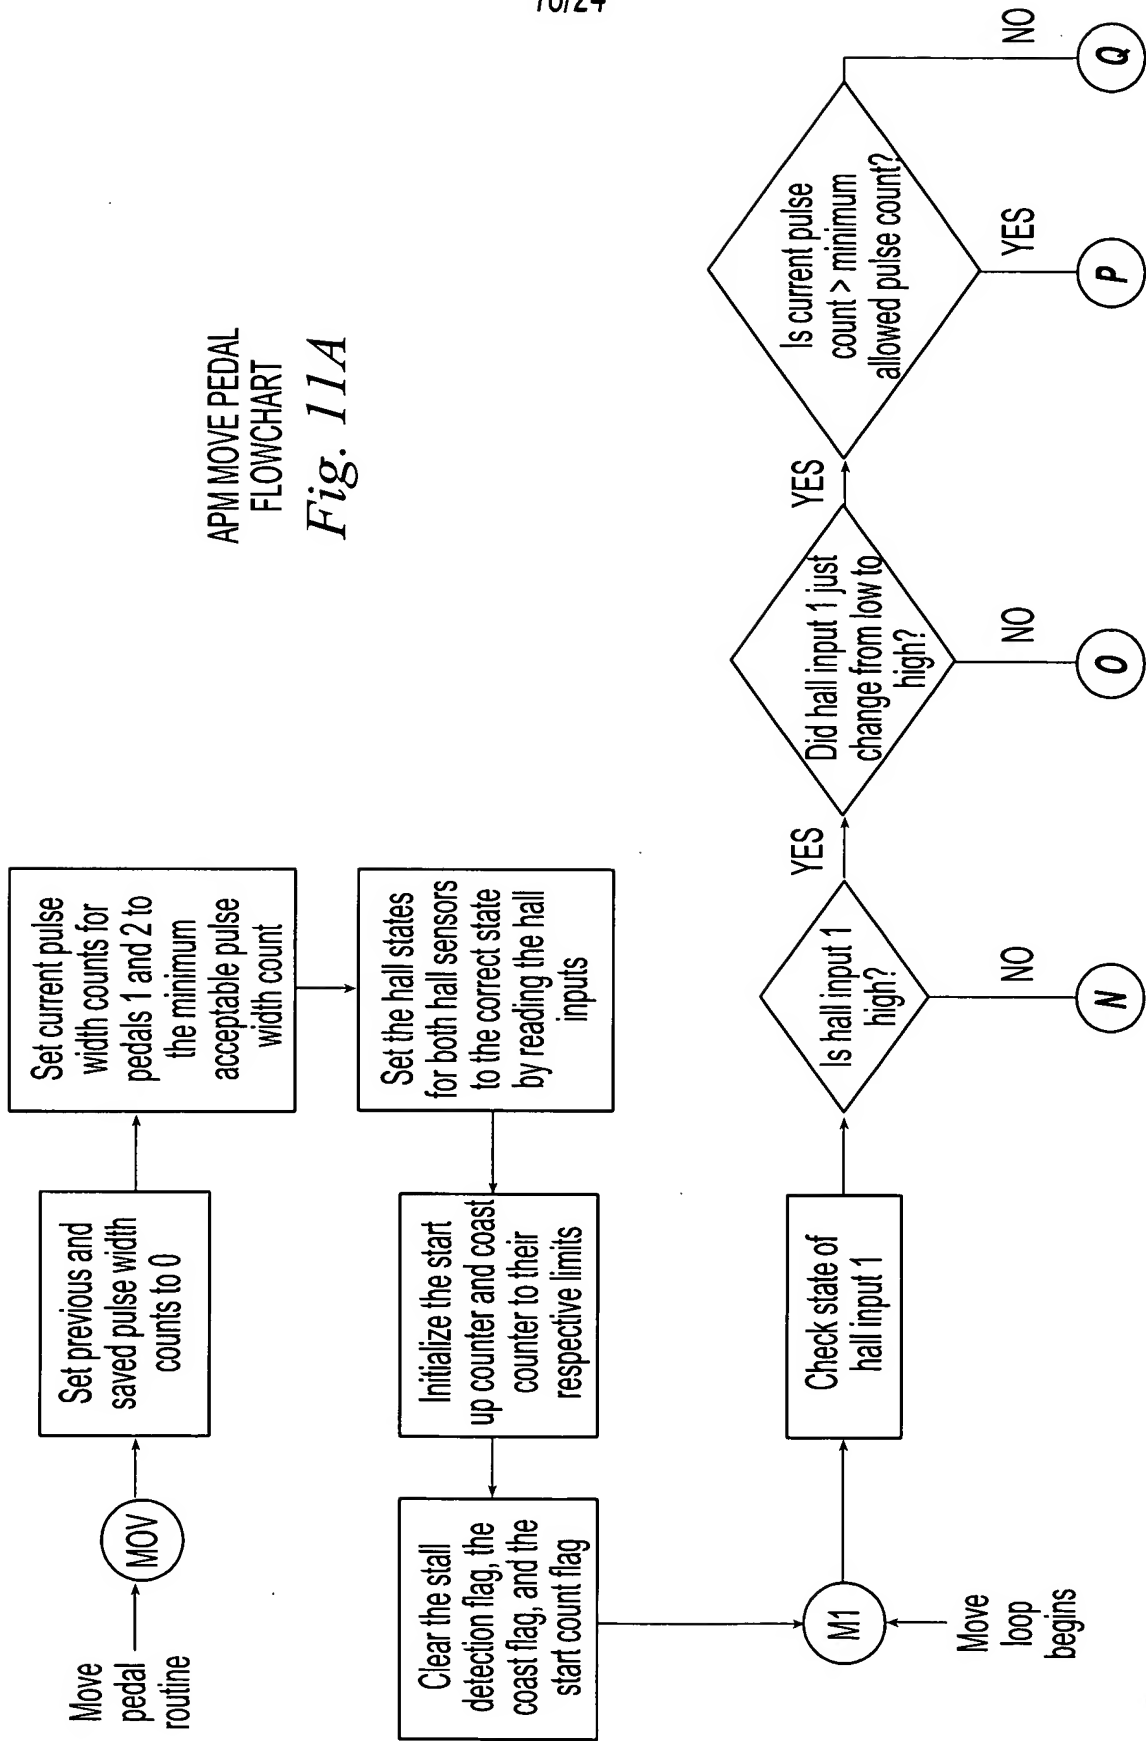 APM MOVE PEDAL
FLOWCHART
Fig. 11A
Move
pedal
routine
MOV
Set previous and
saved pulse width
counts to 0
Set current pulse
width counts for
pedals 1 and 2 to
the minimum
acceptable pulse
width count
Set the hall states
for both hall sensors
to the correct state
by reading the hall
inputs
Initialize the start
up counter and coast
counter to their
respective limits
Clear the stall
detection flag, the
coast flag, and the
start count flag
M1
Move
loop
begins
Check state of
hall input 1
Is hall input 1
high?
YES
NO
N
Did hall input 1 just
change from low to
high?
YES
NO
O
Is current pulse
count > minimum
allowed pulse count?
YES
P
NO
Q